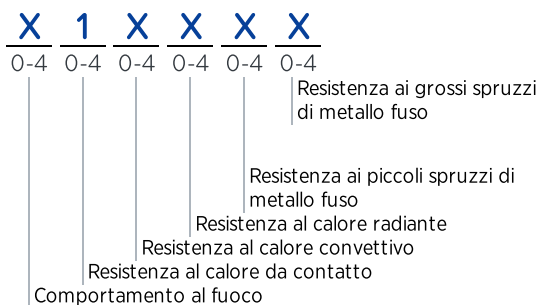 X 1 X X X X
0-4 0-4 0-4 0-4 0-4 0-4
Resistenza ai grossi spruzzi
di metallo fuso
Resistenza ai piccoli spruzzi di
metallo fuso
Resistenza al calore radiante
Resistenza al calore convettivo
Resistenza al calore da contatto
Comportamento al fuoco